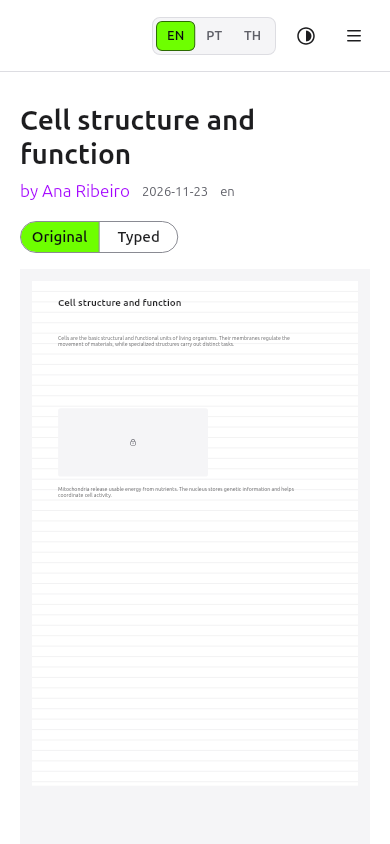 EN PT TH
Cell structure and
function
by Ana Ribeiro 2026-11-23 en
Original Typed
Cell structure and function
Cells are the basic structural and functional units of living organisms. Their membranes regulate the
movement of materials, while specialized structures carry out distinct tasks.
Mitochondria release usable energy from nutrients. The nucleus stores genetic information and helps
coordinate cell activity.